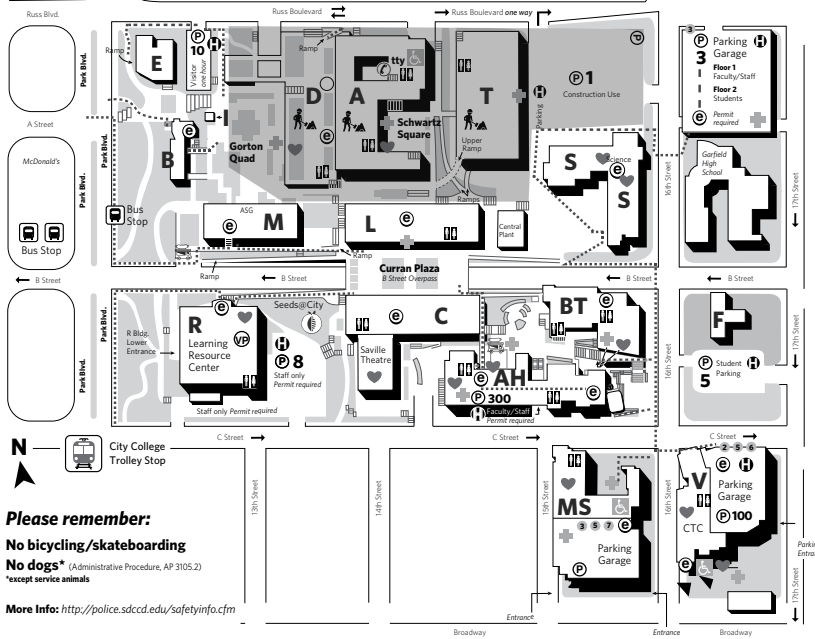 Russ Boulevard
Russ Boulevard one way
Russ Blvd.
Park Blvd.
Ramp
E
P
10
H
Visitor
one hour
Ramp
tty
P 1
Construction Use
P
3
P
3
Parking
Garage
H
Floor 1
Faculty/Staff
Floor 2
Students
e
Permit
required
D
A
T
H
Parking
A Street
I
e
B
Gorton
Quad
e
Schwartz
Square
Upper
Ramp
S
Science
e
S
16th Street
Garfield
High
School
17th Street
McDonald's
Park Blvd.
Bus
Stop
Bus Stop
ASG
e
M
L
e
Ramps
Central
Plant
Ramp
Ramp
Curran Plaza
B Street Overpass
B Street
B Street
B Street
B Street
Park Blvd.
R Bldg.
Lower
Entrance
e
R
Learning
Resource
Center
VP
Seeds@City
H
P 8
Staff only
Permit required
Staff only Permit required
e
C
Saville
Theatre
BT
e
e
AH
e
P 300
H
Faculty/Staff
Permit required
16th Street
F
P
5
Student
Parking
17th Street
C Street
C Street
C Street
N
City College
Trolley Stop
13th Street
14th Street
15th Street
MS
3 5 7 e
Parking
Garage
P
16th Street
2 5 6
e H
V
Parking
Garage
P 100
CTC
e
Parking
Entra
17th Street
Please remember:
No bicycling/skateboarding
No dogs* (Administrative Procedure, AP 3105.2)
*except service animals
More Info: http://police.sdccd.edu/safetyinfo.cfm
Entrance
Entrance
Broadway
Broadway